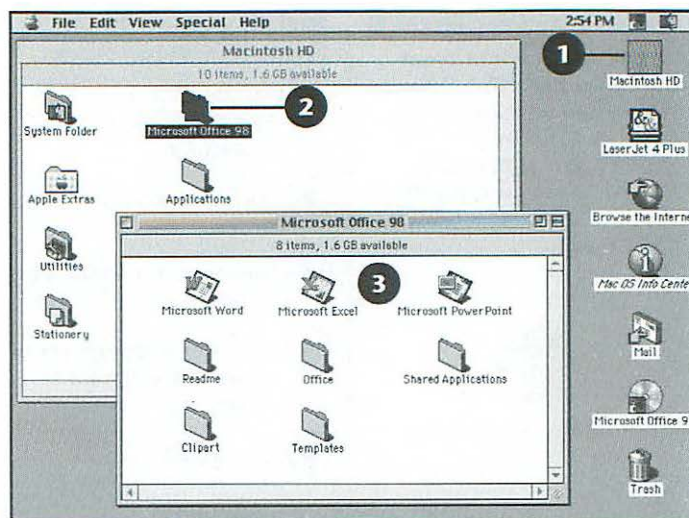 File Edit View Special Help 2:54 PM
Macintosh HD
10 items, 1.6 GB available
1
Macintosh HD
System Folder
Microsoft Office 98
2
LaserJet 4 Plus
Apple Extras
Applications
Browse the Interne
Microsoft Office 98
8 items, 1.6 GB available
Utilities
3
Mac OS Info Cente
Microsoft Word
Microsoft Excel
Microsoft PowerPoint
Stationery
Mail
Readme
Office
Shared Applications
Microsoft Office 9
Clipart
Templates
Trash